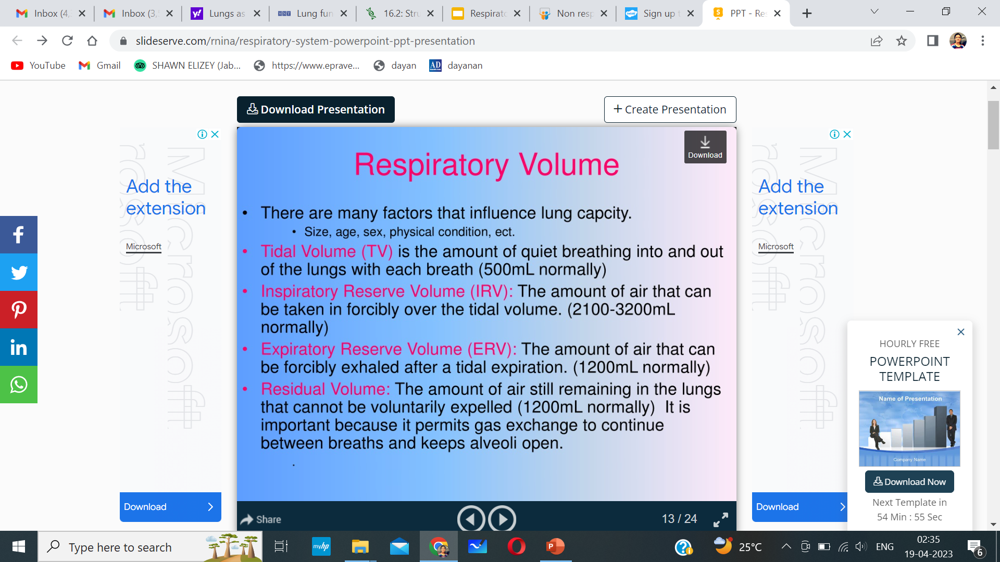 Inbox (4,
Inbox (3,
Lungs as
Lung fun
16.2: Stru
Respirato
Non resp
Sign up t
PPT - Res
slideserve.com/rnina/respiratory-system-powerpoint-ppt-presentation
YouTube
Gmail
SHAWN ELIZEY (Jab...
https://www.eprave...
dayan
AD dayanan
Download Presentation
+ Create Presentation
Download
Respiratory Volume
• There are many factors that influence lung capcity.
• Size, age, sex, physical condition, ect.
• Tidal Volume (TV) is the amount of quiet breathing into and out
of the lungs with each breath (500mL normally)
• Inspiratory Reserve Volume (IRV): The amount of air that can
be taken in forcibly over the tidal volume. (2100-3200mL
normally)
• Expiratory Reserve Volume (ERV): The amount of air that can
be forcibly exhaled after a tidal expiration. (1200mL normally)
• Residual Volume: The amount of air still remaining in the lungs
that cannot be voluntarily expelled (1200mL normally)  It is
important because it permits gas exchange to continue
between breaths and keeps alveoli open.
.
Share
13 / 24
Microsoft
Add the
extension
Microsoft
Download
Microsoft
Add the
extension
Microsoft
Download
HOURLY FREE
POWERPOINT
TEMPLATE
Name of Presentation
Company Name
Download Now
Next Template in
54 Min : 55 Sec
Type here to search
myhp
25°C
ENG
02:35
19-04-2023
6